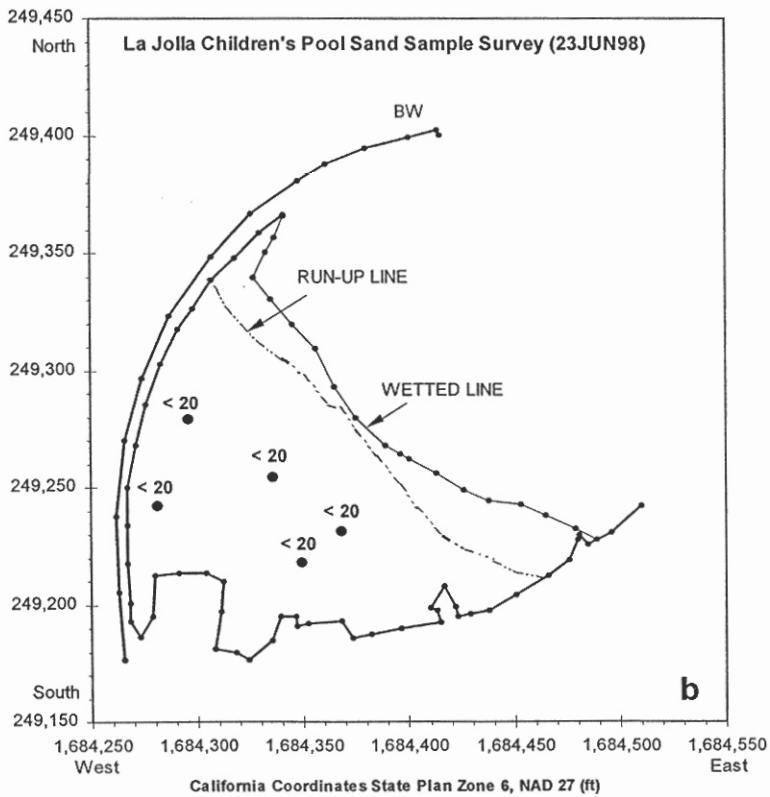 249,450
North
La Jolla Children's Pool Sand Sample Survey (23JUN98)
BW
249,400
249,350
RUN-UP LINE
249,300
WETTED LINE
< 20
< 20
249,250
< 20
< 20
< 20
249,200
South
b
249,150
1,684,250 1,684,300 1,684,350 1,684,400 1,684,450 1,684,500 1,684,550
West East
California Coordinates State Plan Zone 6, NAD 27 (ft)